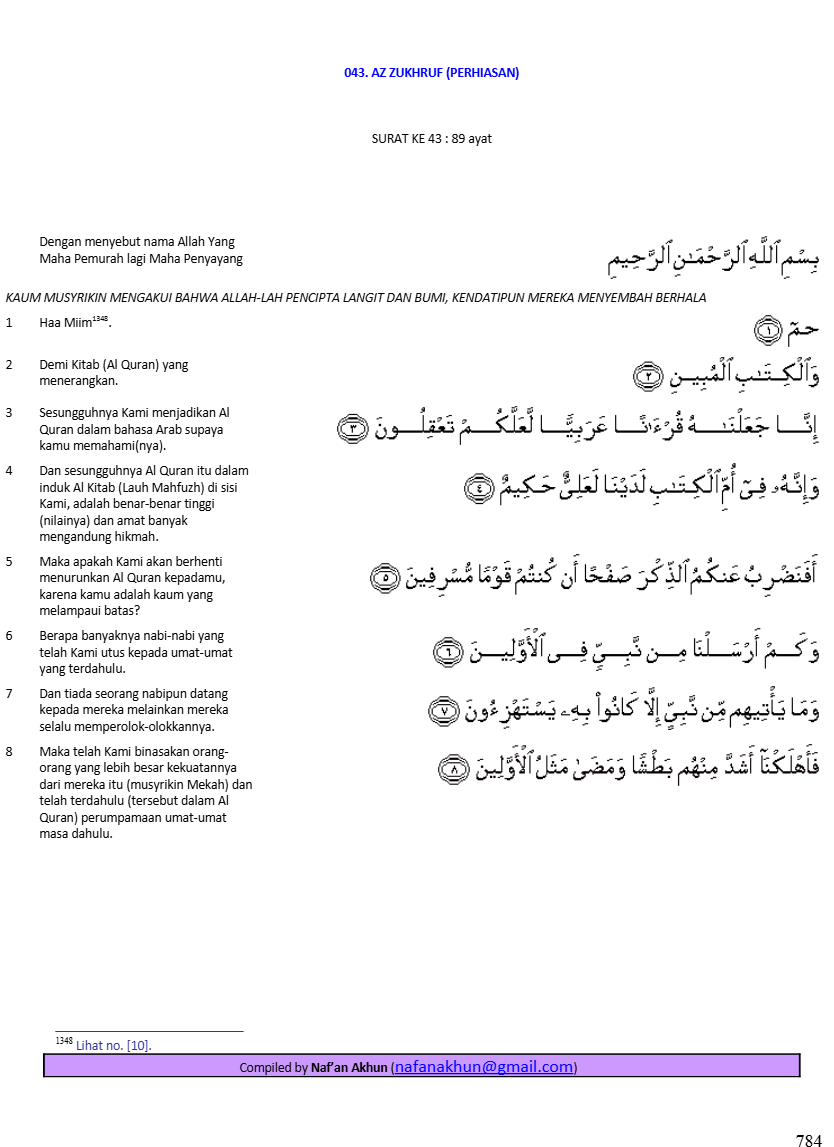 043. AZ ZUKHRUF (PERHIASAN)
SURAT KE 43 : 89 ayat
Dengan menyebut nama Allah Yang
Maha Pemurah lagi Maha Penyayang
بِسْمِ ٱللَّهِ ٱلرَّحْمَـٰنِ ٱلرَّحِيمِ
KAUM MUSYRIKIN MENGAKUI BAHWA ALLAH-LAH PENCIPTA LANGIT DAN BUMI, KENDATIPUN MEREKA MENYEMBAH BERHALA
1 Haa Miim1348.
حمٓ ﴿١﴾
2 Demi Kitab (Al Quran) yang
menerangkan.
وَٱلْكِتَـٰبِ ٱلْمُبِينِ ﴿٢﴾
3 Sesungguhnya Kami menjadikan Al
Quran dalam bahasa Arab supaya
kamu memahami(nya).
إِنَّا جَعَلْنَـٰهُ قُرْءَٰنًا عَرَبِيًّا لَّعَلَّكُمْ تَعْقِلُونَ ﴿٣﴾
4 Dan sesungguhnya Al Quran itu dalam
induk Al Kitab (Lauh Mahfuzh) di sisi
Kami, adalah benar-benar tinggi
(nilainya) dan amat banyak
mengandung hikmah.
وَإِنَّهُۥ فِىٓ أُمِّ ٱلْكِتَـٰبِ لَدَيْنَا لَعَلِىٌّ حَكِيمٌ ﴿٤﴾
5 Maka apakah Kami akan berhenti
menurunkan Al Quran kepadamu,
karena kamu adalah kaum yang
melampaui batas?
أَفَنَضْرِبُ عَنكُمُ ٱلذِّكْرَ صَفْحًا أَن كُنتُمْ قَوْمًا مُّسْرِفِينَ ﴿٥﴾
6 Berapa banyaknya nabi-nabi yang
telah Kami utus kepada umat-umat
yang terdahulu.
وَكَمْ أَرْسَلْنَا مِن نَّبِىٍّ فِى ٱلْأَوَّلِينَ ﴿٦﴾
7 Dan tiada seorang nabipun datang
kepada mereka melainkan mereka
selalu memperolok-olokkannya.
وَمَا يَأْتِيهِم مِّن نَّبِىٍّ إِلَّا كَانُوا۟ بِهِۦ يَسْتَهْزِءُونَ ﴿٧﴾
8 Maka telah Kami binasakan orang-
orang yang lebih besar kekuatannya
dari mereka itu (musyrikin Mekah) dan
telah terdahulu (tersebut dalam Al
Quran) perumpamaan umat-umat
masa dahulu.
فَأَهْلَكْنَآ أَشَدَّ مِنْهُم بَطْشًا وَمَضَىٰ مَثَلُ ٱلْأَوَّلِينَ ﴿٨﴾
1348 Lihat no. [10].
Compiled by Naf’an Akhun (nafanakhun@gmail.com)
784